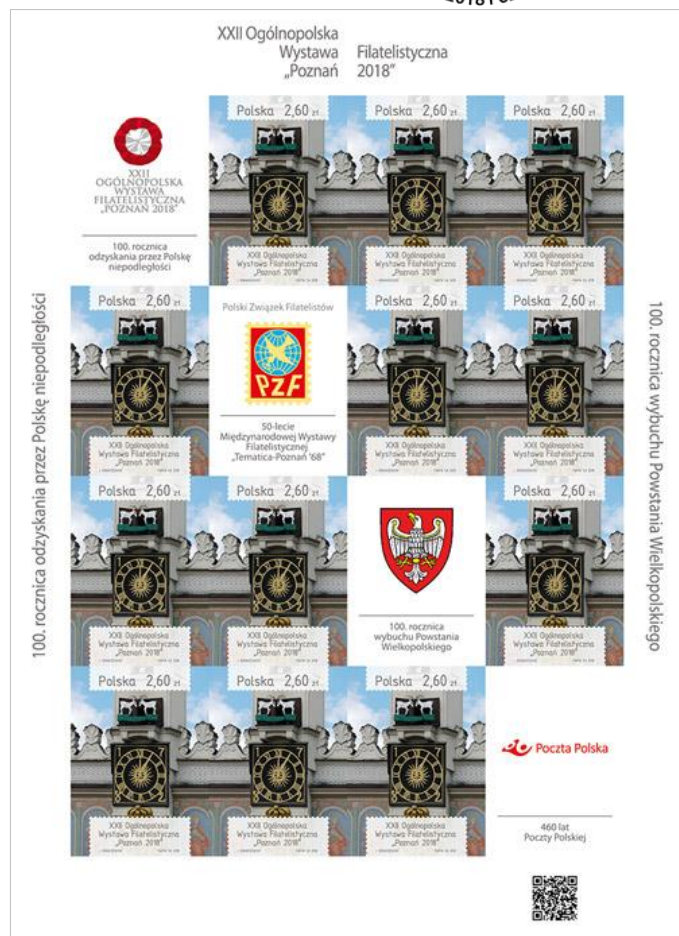 XXII Ogólnopolska
Wystawa Filatelistyczna
„Poznań 2018”
XXII
OGÓLNOPOLSKA
WYSTAWA
FILATELISTYCZNA
„POZNAŃ 2018”
100. rocznica
odzyskania przez Polskę
niepodległości
Polska 2,60 zł
XXII Ogólnopolska
Wystawa Filatelistyczna
„Poznań 2018”
Polska 2,60 zł
XXII Ogólnopolska
Wystawa Filatelistyczna
„Poznań 2018”
Polska 2,60 zł
XXII Ogólnopolska
Wystawa Filatelistyczna
„Poznań 2018”
100. rocznica odzyskania przez Polskę niepodległości
Polska 2,60 zł
XXII Ogólnopolska
Wystawa Filatelistyczna
„Poznań 2018”
Polski Związek Filatelistów
PZF
50-lecie
Międzynarodowej Wystawy
Filatelistycznej
„Tematica-Poznań '68”
Polska 2,60 zł
XXII Ogólnopolska
Wystawa Filatelistyczna
„Poznań 2018”
Polska 2,60 zł
XXII Ogólnopolska
Wystawa Filatelistyczna
„Poznań 2018”
100. rocznica wybuchu Powstania Wielkopolskiego
Polska 2,60 zł
XXII Ogólnopolska
Wystawa Filatelistyczna
„Poznań 2018”
Polska 2,60 zł
XXII Ogólnopolska
Wystawa Filatelistyczna
„Poznań 2018”
100. rocznica
wybuchu Powstania
Wielkopolskiego
Polska 2,60 zł
XXII Ogólnopolska
Wystawa Filatelistyczna
„Poznań 2018”
Polska 2,60 zł
XXII Ogólnopolska
Wystawa Filatelistyczna
„Poznań 2018”
Polska 2,60 zł
XXII Ogólnopolska
Wystawa Filatelistyczna
„Poznań 2018”
Polska 2,60 zł
XXII Ogólnopolska
Wystawa Filatelistyczna
„Poznań 2018”
Poczta Polska
460 lat
Poczty Polskiej